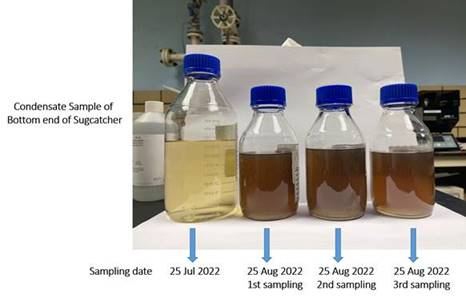 Condensate Sample of
Bottom end of Sugcatcher
Sampling date
25 Jul 2022
25 Aug 2022
1st sampling
25 Aug 2022
2nd sampling
25 Aug 2022
3rd sampling